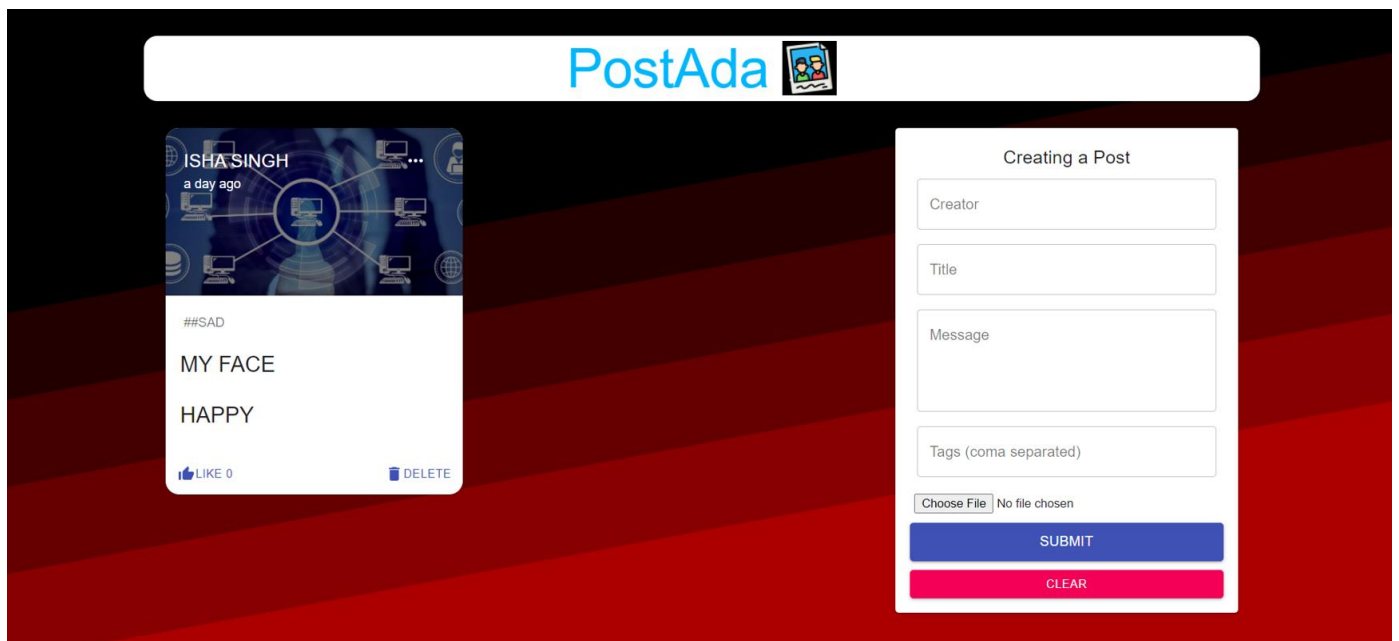 PostAda
ISHA SINGH
a day ago
##SAD
MY FACE
HAPPY
LIKE 0
DELETE
Creating a Post
Creator
Title
Message
Tags (coma separated)
Choose File No file chosen
SUBMIT
CLEAR